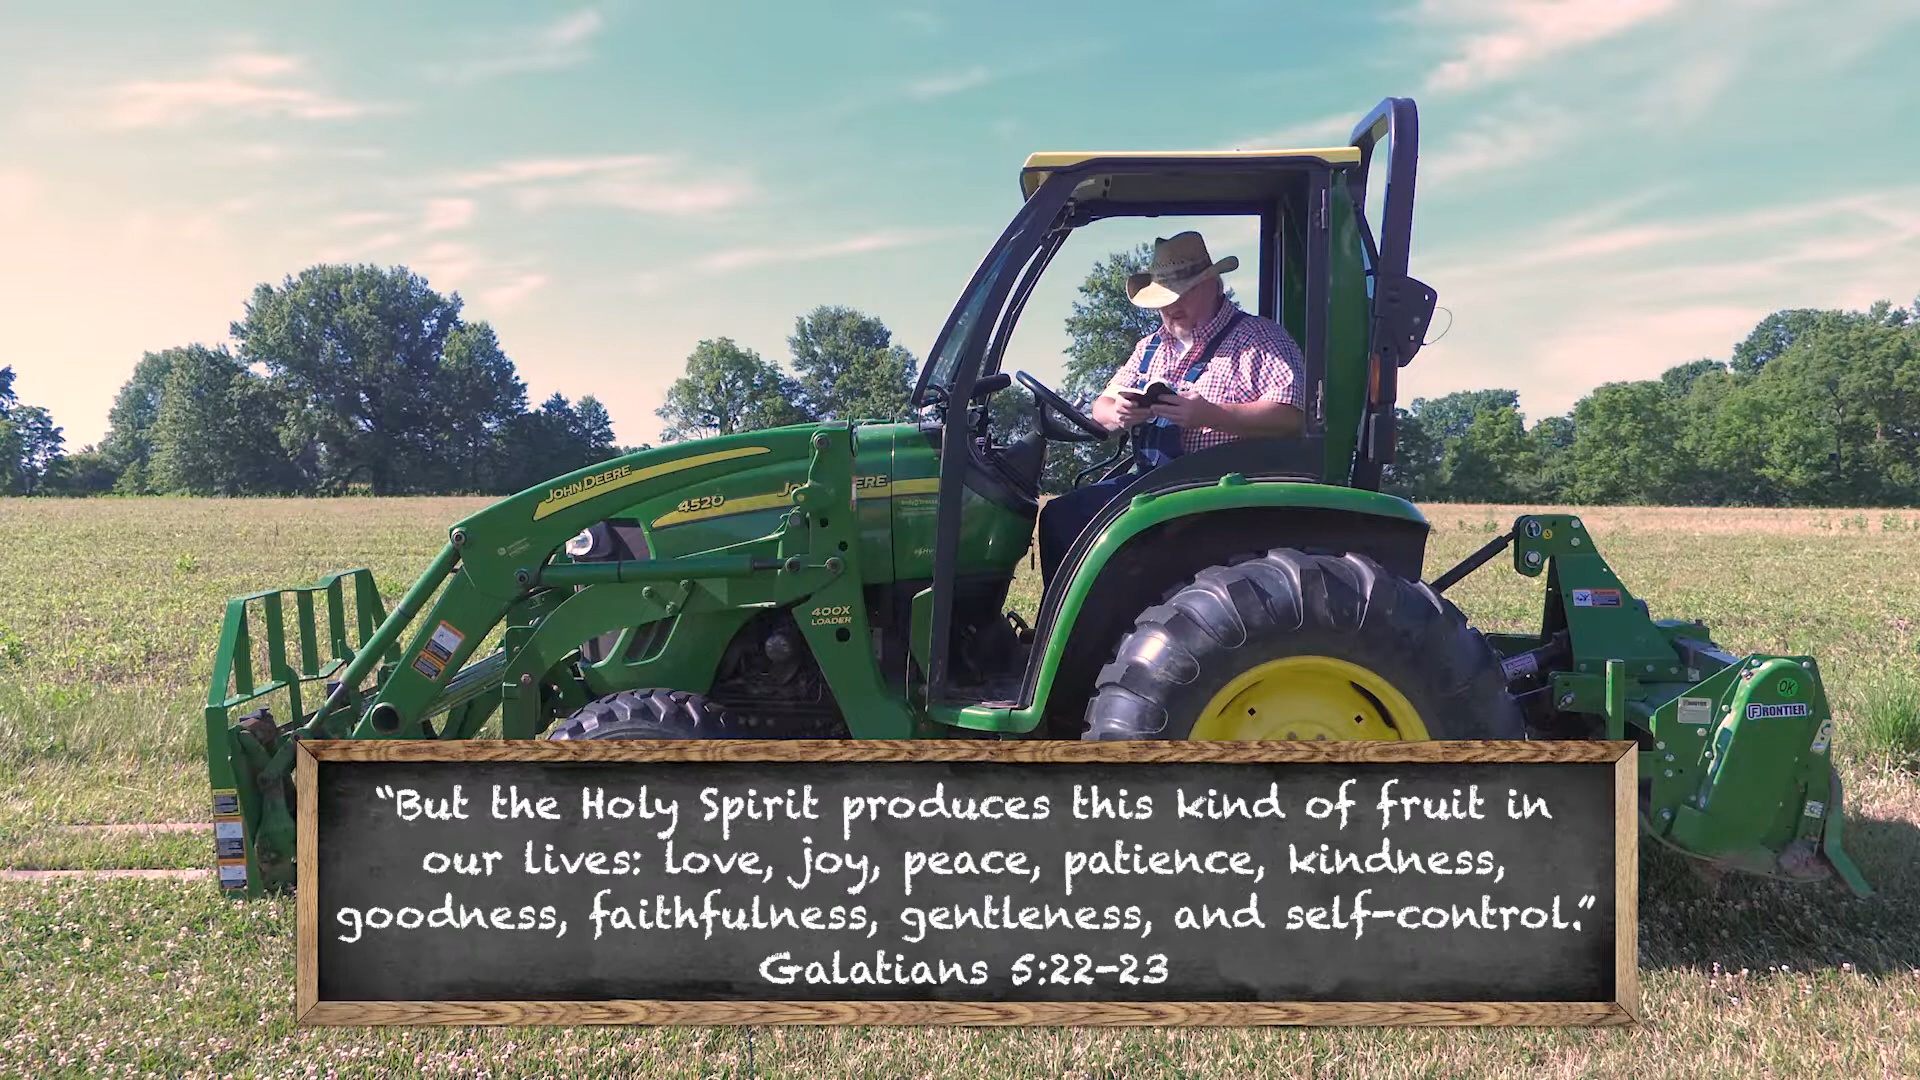 JOHN DEERE
4520
400X
LOADER
FRONTIER
OK
“But the Holy Spirit produces this kind of fruit in
our lives: love, joy, peace, patience, kindness,
goodness, faithfulness, gentleness, and self-control.”
Galatians 5:22-23